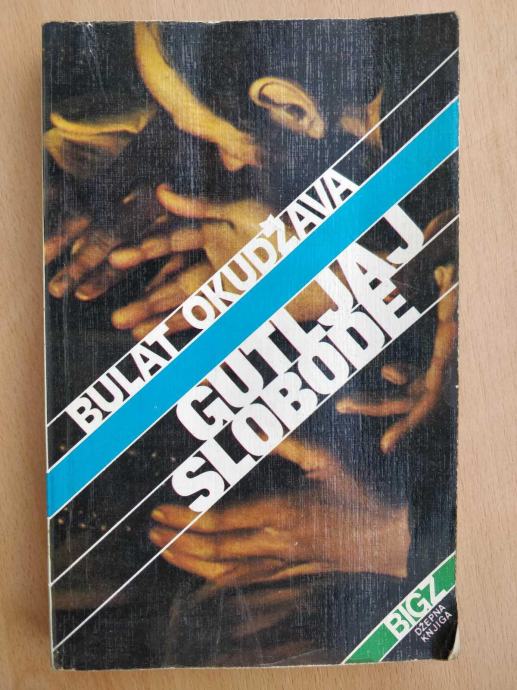 BULAT OKUDŽAVA
GUTLJAJ
SLOBODE
BIGZ
DŽEPNA
KNJIGA